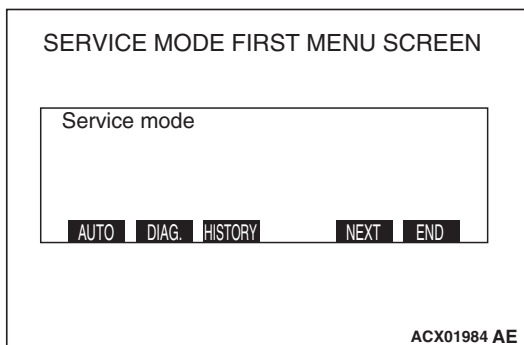 SERVICE MODE FIRST MENU SCREEN
Service mode
AUTO DIAG. HISTORY NEXT END
ACX01984 AE